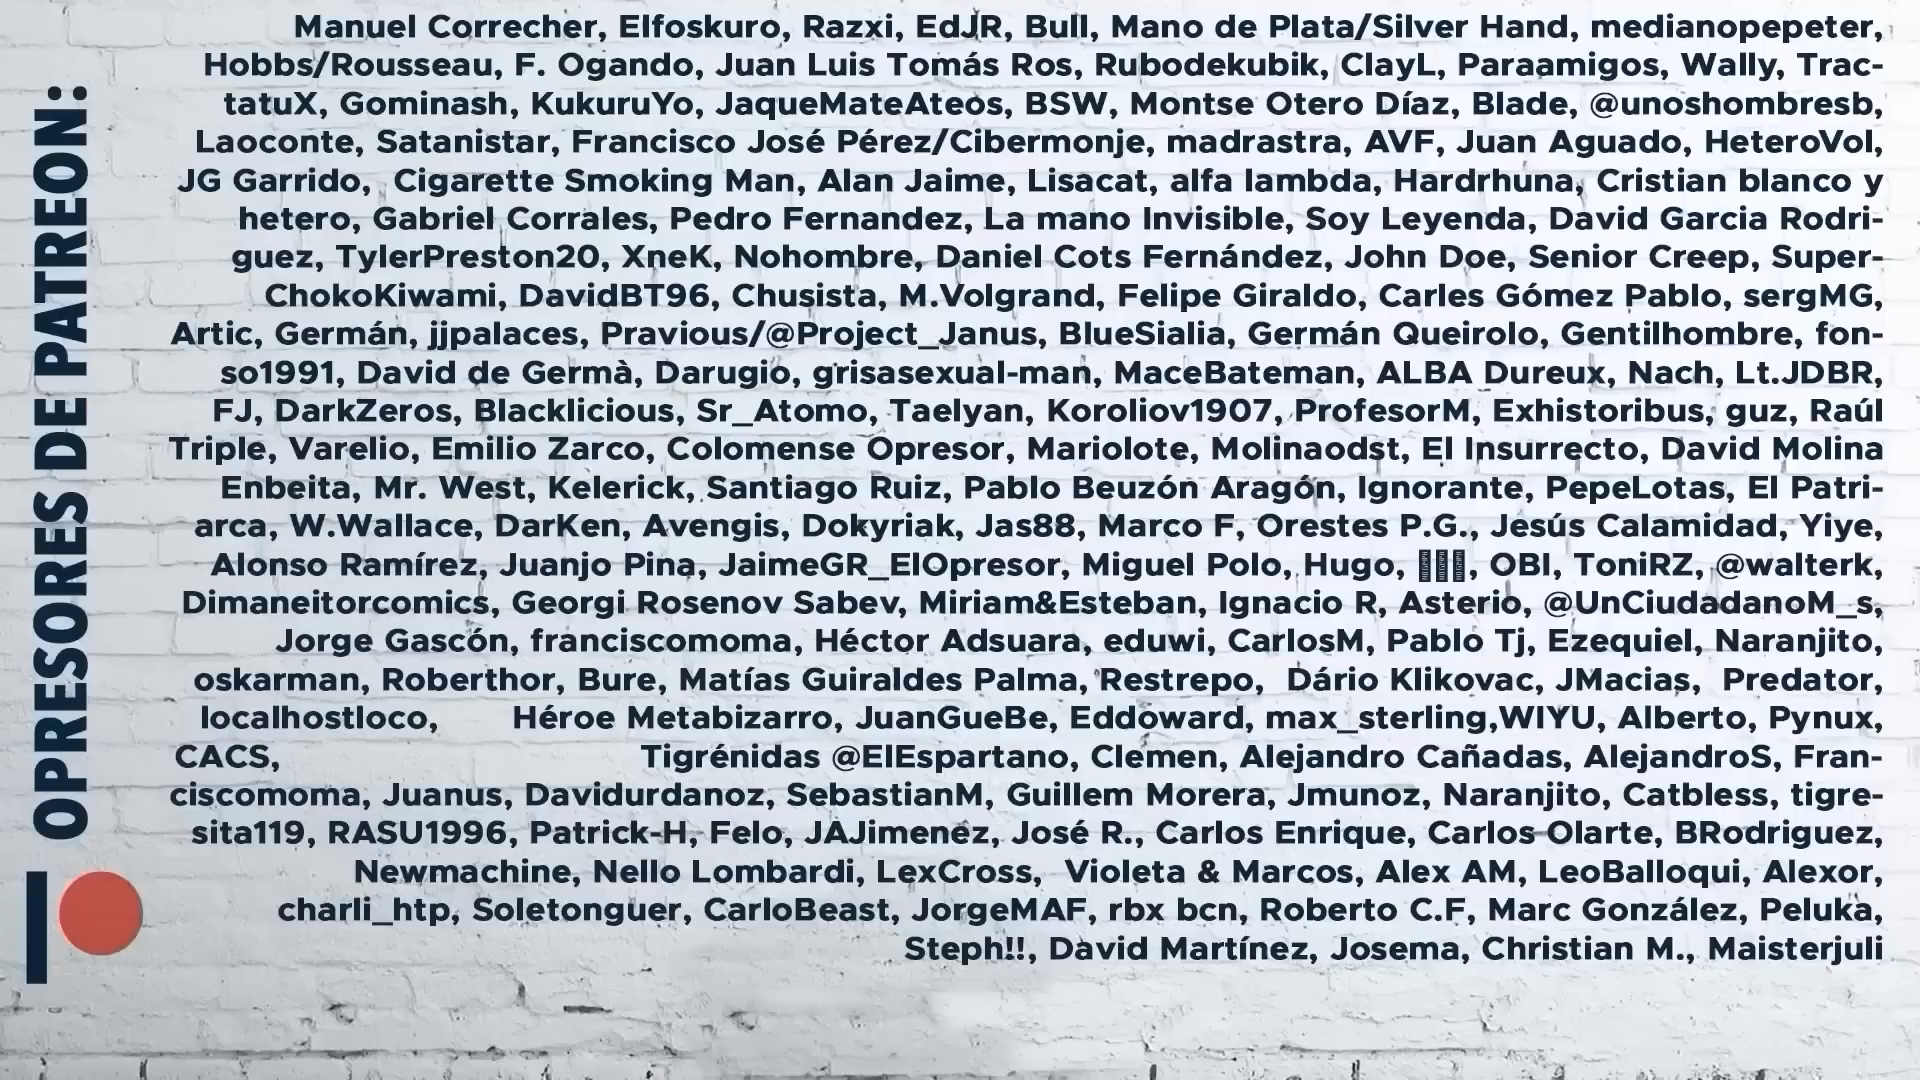 OPRESORES DE PATREON:
Manuel Correcher, Elfoskuro, Razxi, EdJR, Bull, Mano de Plata/Silver Hand, medianopepeter,
Hobbs/Rousseau, F. Ogando, Juan Luis Tomás Ros, Rubodekubik, ClayL, Paraamigos, Wally, Trac-
tatuX, Gominash, KukuruYo, JaqueMateAteos, BSW, Montse Otero Díaz, Blade, @unoshombresb,
Laoconte, Satanistar, Francisco José Pérez/Cibermonje, madrastra, AVF, Juan Aguado, HeteroVol,
JG Garrido, Cigarette Smoking Man, Alan Jaime, Lisacat, alfa lambda, Hardrhuna, Cristian blanco y
hetero, Gabriel Corrales, Pedro Fernandez, La mano Invisible, Soy Leyenda, David Garcia Rodri-
guez, TylerPreston20, XneK, Nohombre, Daniel Cots Fernández, John Doe, Senior Creep, Super-
ChokoKiwami, DavidBT96, Chusista, M.Volgrand, Felipe Giraldo, Carles Gómez Pablo, sergMG,
Artic, Germán, jjpalaces, Pravious/@Project_Janus, BlueSialia, Germán Queirolo, Gentilhombre, fon-
so1991, David de Germà, Darugio, grisasexual-man, MaceBateman, ALBA Dureux, Nach, Lt.JDBR,
FJ, DarkZeros, Blacklicious, Sr_Atomo, Taelyan, Koroliov1907, ProfesorM, Exhistoribus, guz, Raúl
Triple, Varelio, Emilio Zarco, Colomense Opresor, Mariolote, Molinaodst, El Insurrecto, David Molina
Enbeita, Mr. West, Kelerick, Santiago Ruiz, Pablo Beuzón Aragón, Ignorante, PepeLotas, El Patri-
arca, W.Wallace, DarKen, Avengis, Dokyriak, Jas88, Marco F, Orestes P.G., Jesús Calamidad, Yiye,
Alonso Ramírez, Juanjo Pina, JaimeGR_ElOpresor, Miguel Polo, Hugo, , OBI, ToniRZ, @walterk,
Dimaneitorcomics, Georgi Rosenov Sabev, Miriam&Esteban, Ignacio R, Asterio, @UnCiudadanoM_s,
Jorge Gascón, franciscomoma, Héctor Adsuara, eduwi, CarlosM, Pablo Tj, Ezequiel, Naranjito,
oskarman, Roberthor, Bure, Matías Guiraldes Palma, Restrepo, Dário Klikovac, JMacias, Predator,
localhostloco, Héroe Metabizarro, JuanGueBe, Eddoward, max_sterling,WIYU, Alberto, Pynux,
CACS, Tigrénidas @ElEspartano, Clemen, Alejandro Cañadas, AlejandroS, Fran-
ciscomoma, Juanus, Davidurdanoz, SebastianM, Guillem Morera, Jmunoz, Naranjito, Catbless, tigre-
sita119, RASU1996, Patrick-H, Felo, JAJimenez, José R., Carlos Enrique, Carlos Olarte, BRodriguez,
Newmachine, Nello Lombardi, LexCross, Violeta & Marcos, Alex AM, LeoBalloqui, Alexor,
charli_htp, Soletonguer, CarloBeast, JorgeMAF, rbx bcn, Roberto C.F, Marc González, Peluka,
Steph!!, David Martínez, Josema, Christian M., Maisterjuli